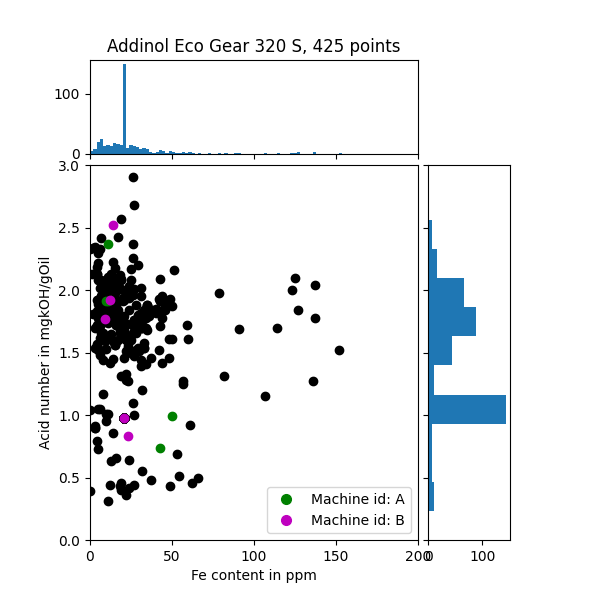 Addinol Eco Gear 320 S, 425 points
100
0
3.0
2.5
2.0
1.5
1.0
0.5
0.0
Acid number in mgkOH/gOil
Machine id: A
Machine id: B
0 50 100 150 200 0 100
Fe content in ppm